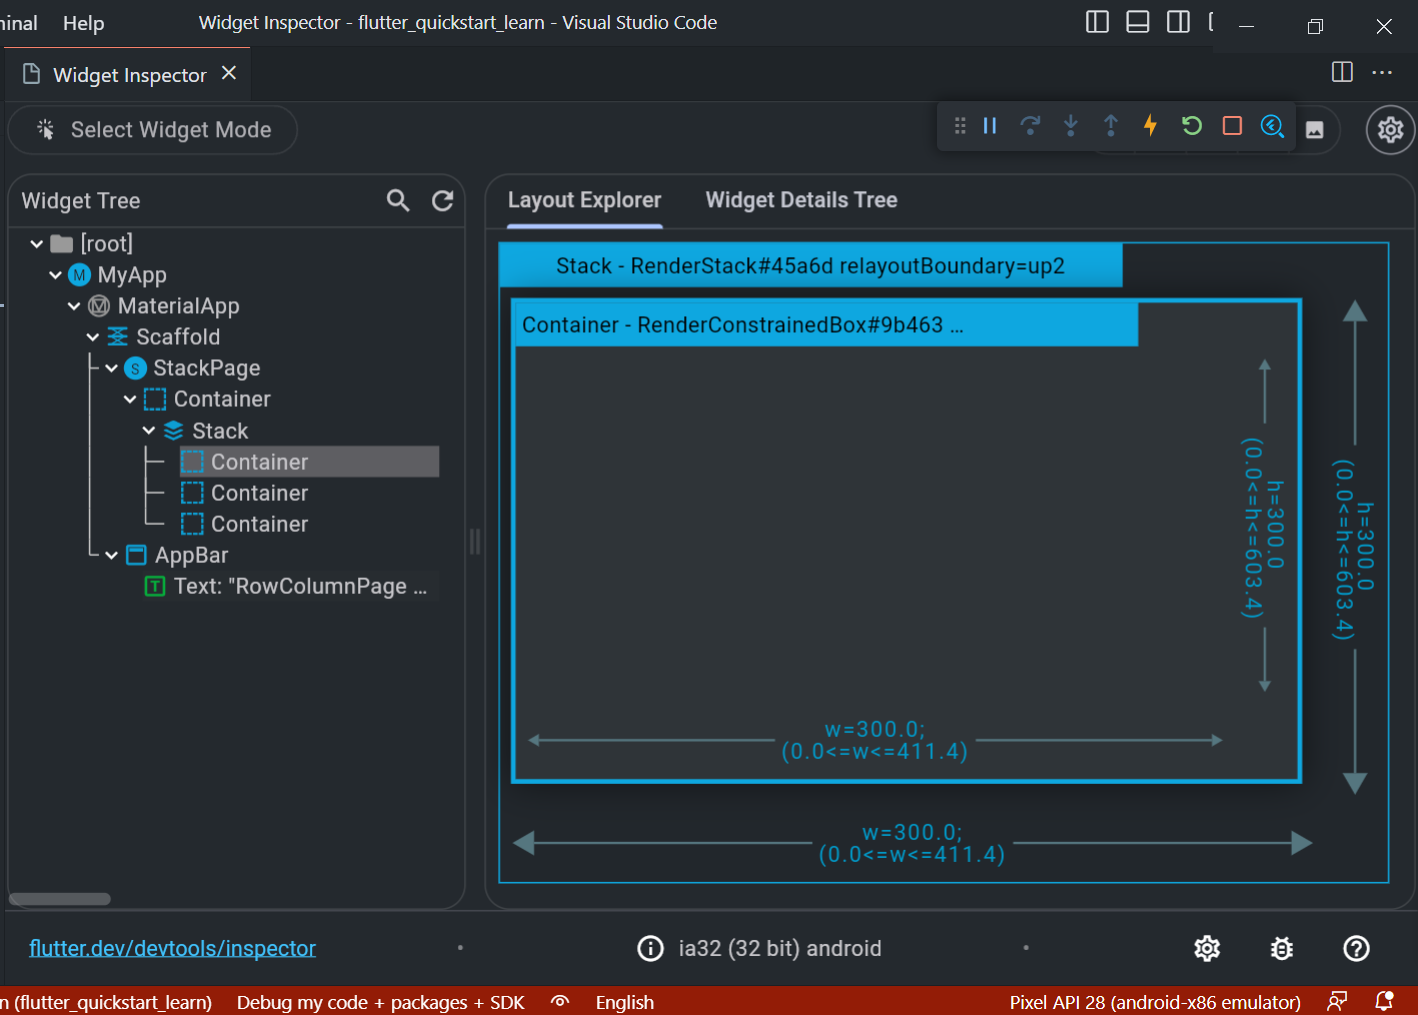 inal Help Widget Inspector - flutter_quickstart_learn - Visual Studio Code
Widget Inspector
Select Widget Mode
Widget Tree
[root]
M MyApp
MaterialApp
Scaffold
S StackPage
Container
Stack
Container
Container
Container
AppBar
T Text: "RowColumnPage ...
Layout Explorer Widget Details Tree
Stack - RenderStack#45a6d relayoutBoundary=up2
Container - RenderConstrainedBox#9b463 ...
h=300.0
(0.0<=h<=603.4)
h=300.0
(0.0<=h<=603.4)
w=300.0;
(0.0<=w<=411.4)
w=300.0;
(0.0<=w<=411.4)
flutter.dev/devtools/inspector • ia32 (32 bit) android •
n (flutter_quickstart_learn) Debug my code + packages + SDK English Pixel API 28 (android-x86 emulator)